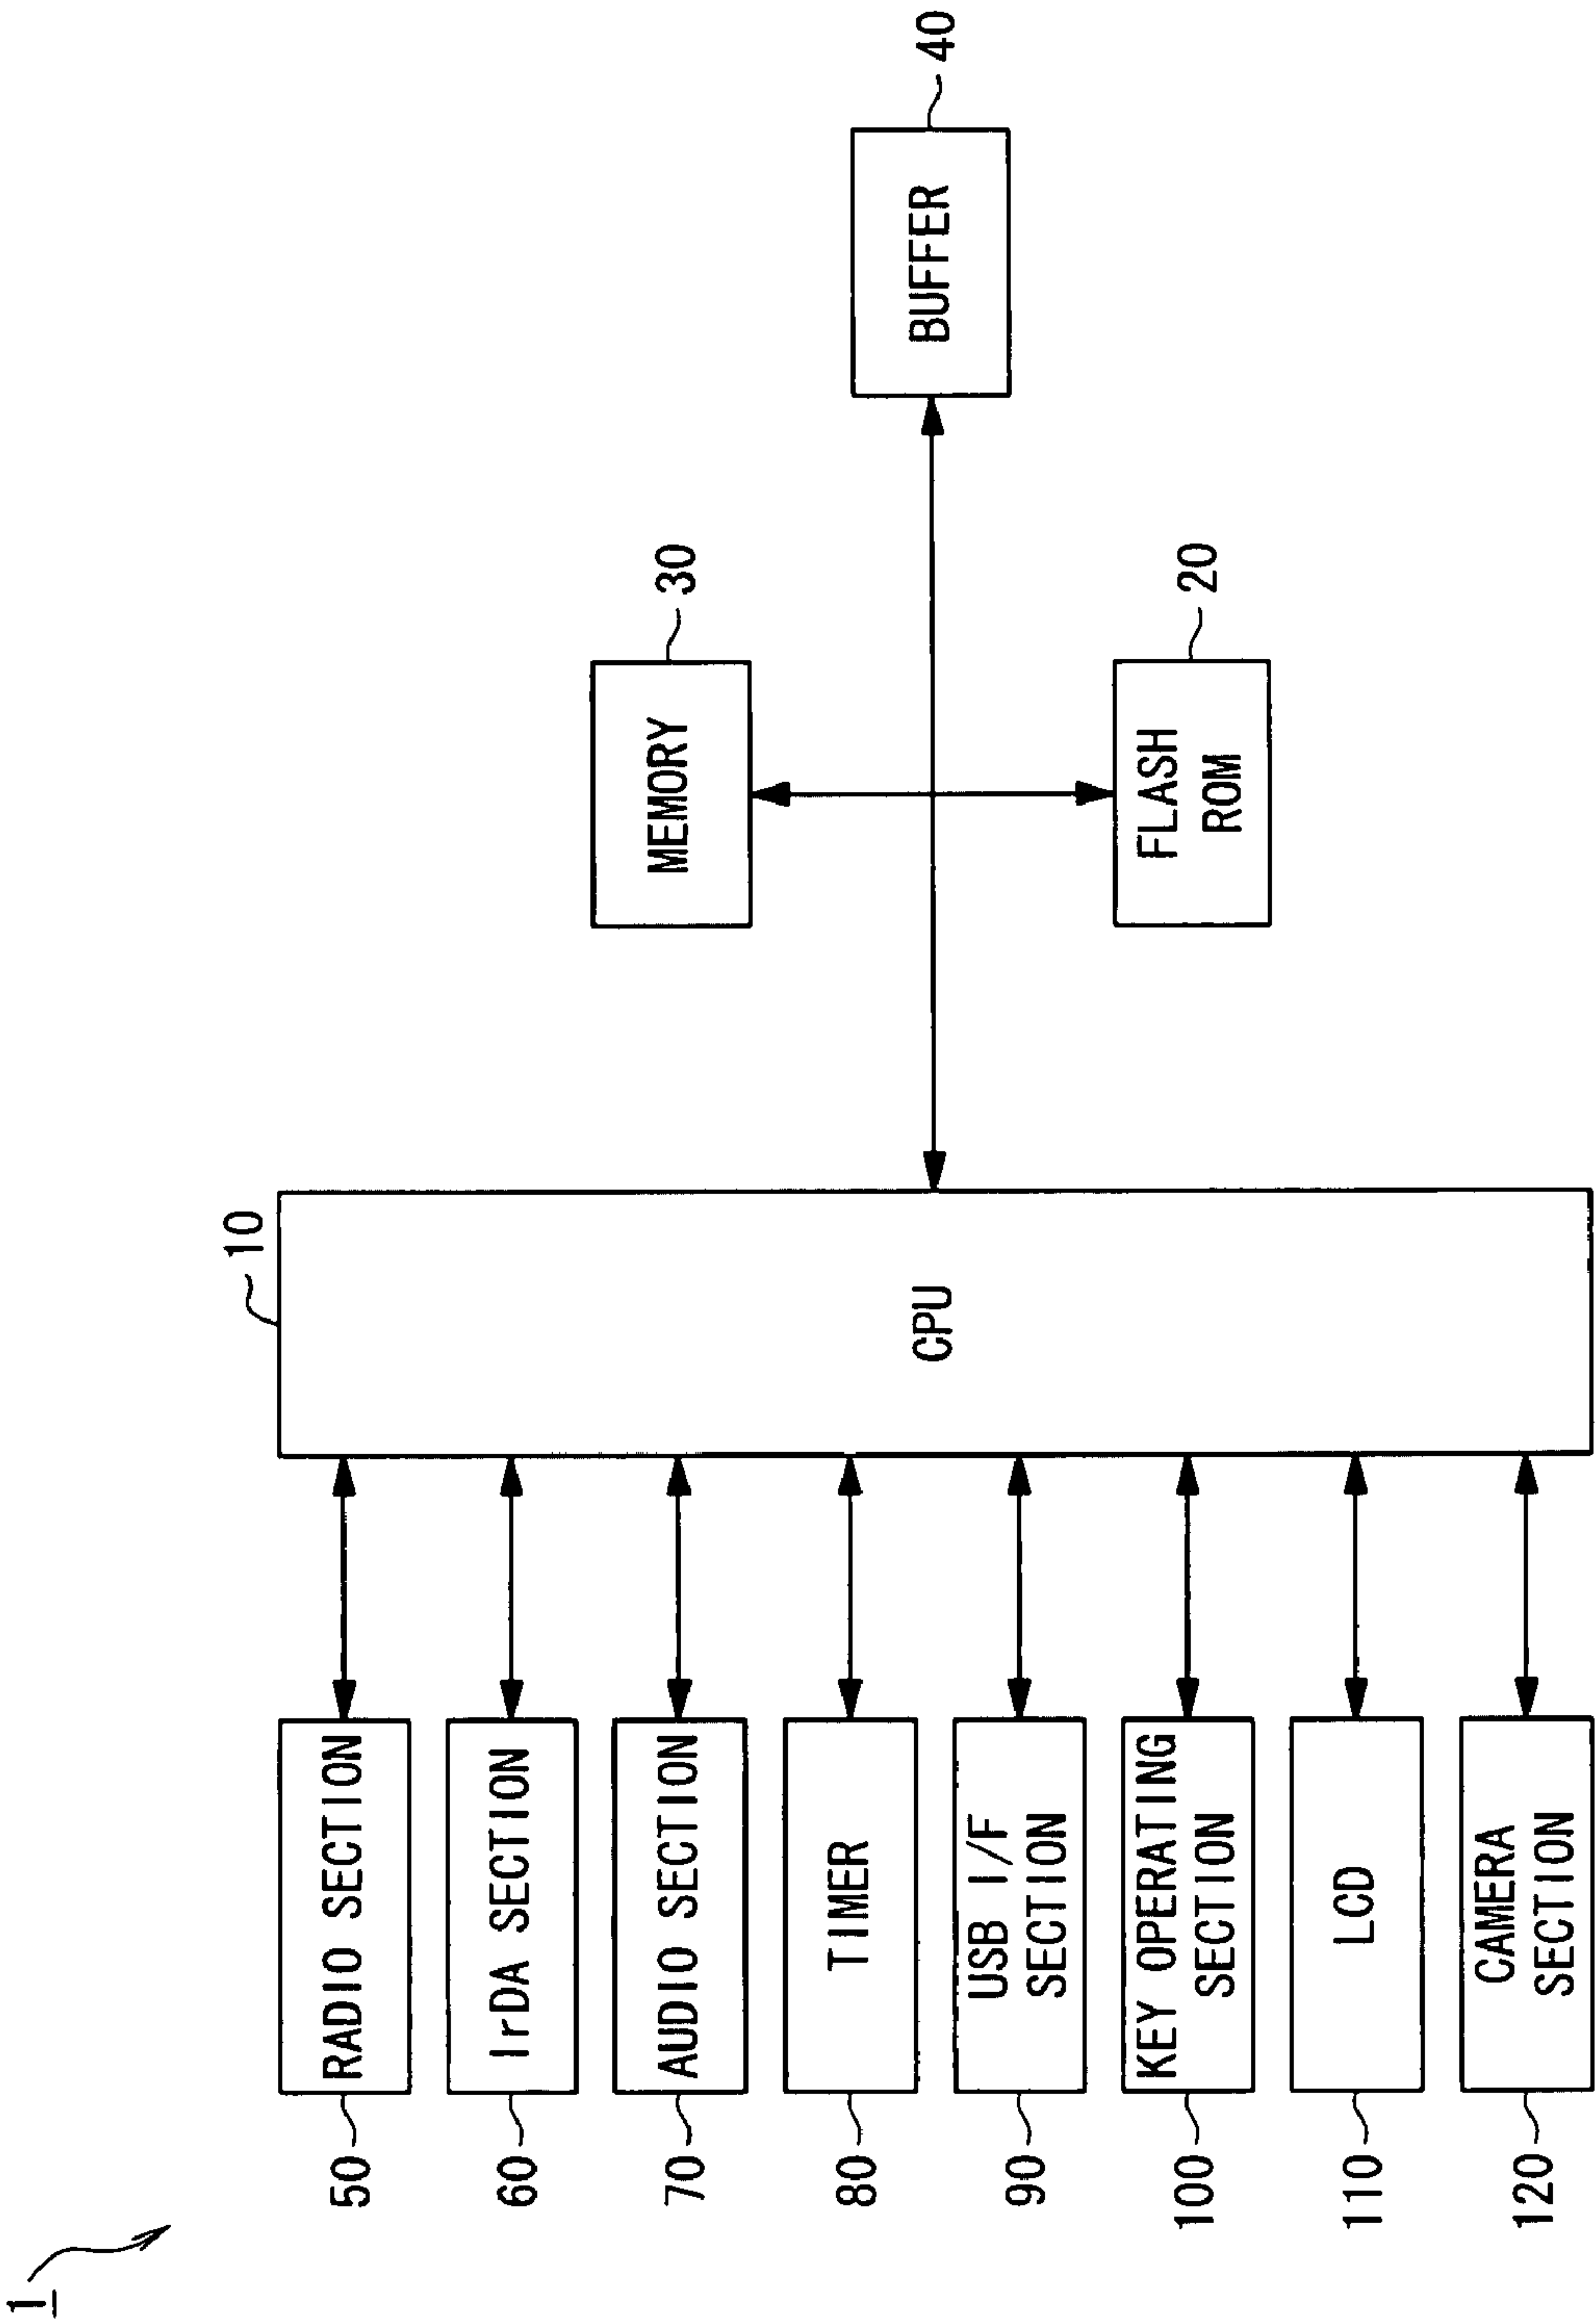 1
50
RADIO SECTION
60
IrDA SECTION
70
AUDIO SECTION
80
TIMER
90
USB I/F
SECTION
100
KEY OPERATING
SECTION
110
LCD
120
CAMERA
SECTION
10
CPU
MEMORY
30
FLASH
ROM
20
BUFFER
40